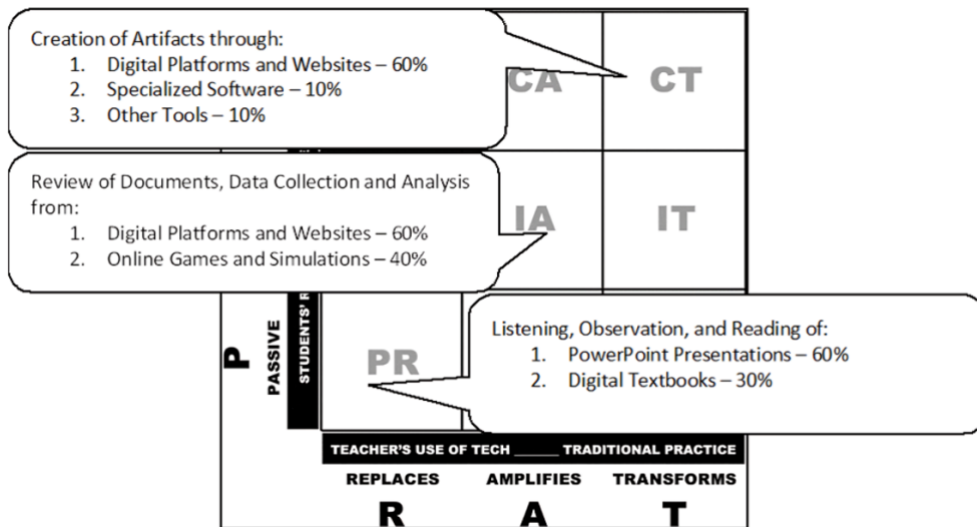 Creation of Artifacts through:
1. Digital Platforms and Websites – 60%
2. Specialized Software – 10%
3. Other Tools – 10%
CA
CT
Review of Documents, Data Collection and Analysis
from:
1. Digital Platforms and Websites – 60%
2. Online Games and Simulations – 40%
IA
IT
Listening, Observation, and Reading of:
1. PowerPoint Presentations – 60%
2. Digital Textbooks – 30%
PR
P
PASSIVE
STUDENTS'
TEACHER'S USE OF TECH ______ TRADITIONAL PRACTICE
REPLACES
AMPLIFIES
TRANSFORMS
R
A
T